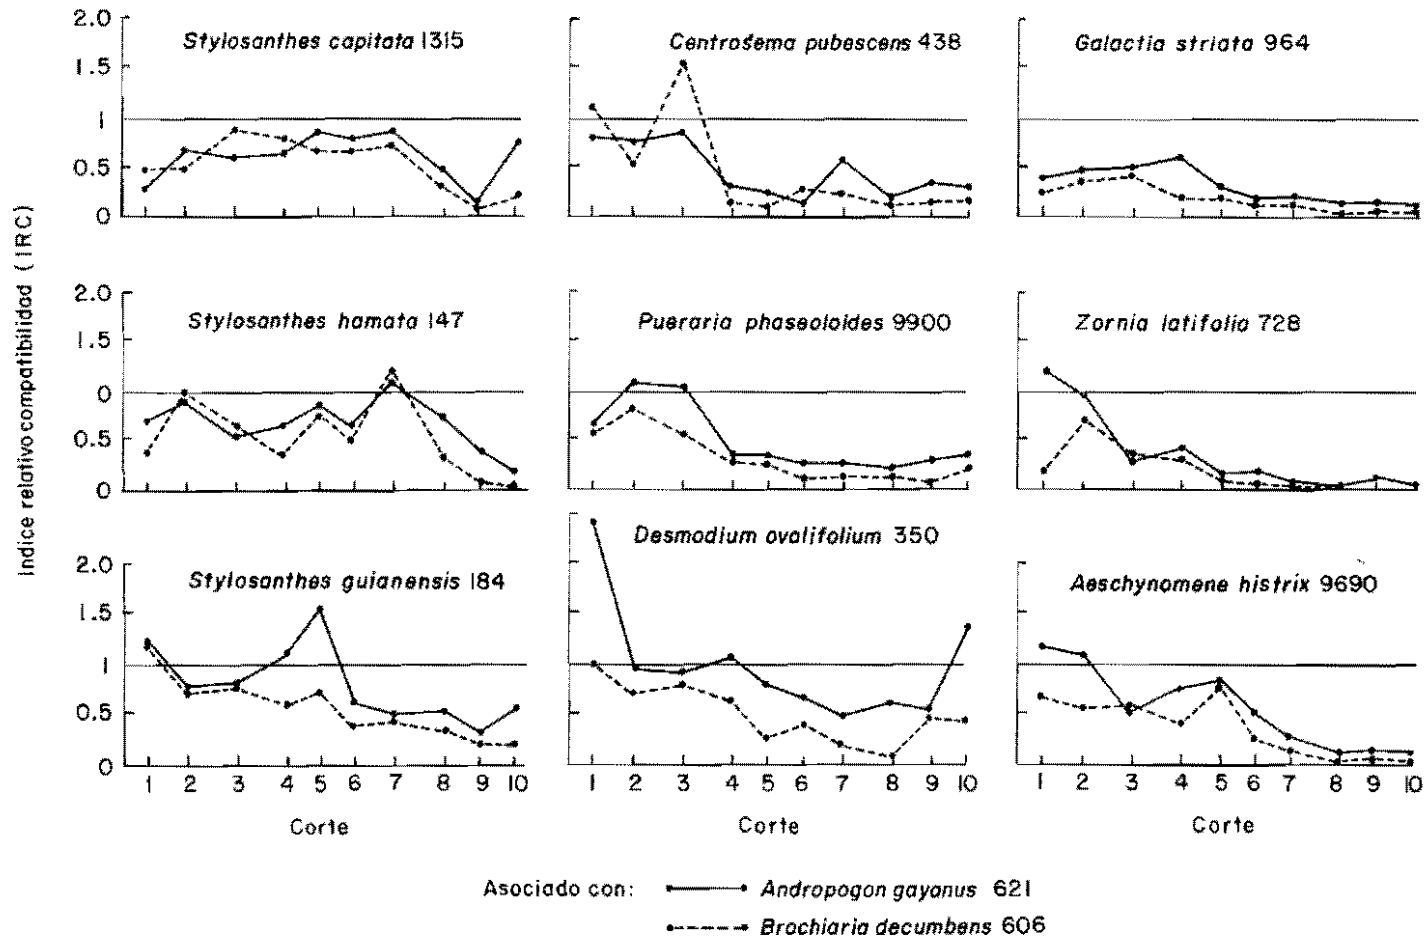 Indice relativo compatibilidad (IRC)
2.0
1.5
1
0.5
0
Stylosanthes capitata 1315
Centrosema pubescens 438
Galactia striata 964
2.0
1.5
0
0.5
0
Stylosanthes hamata 147
Pueraria phaseoloides 9900
Zornia latifolia 728
2.0
1.5
1
0.5
0
Stylosanthes guianensis 184
Desmodium ovalifolium 350
Aeschynomene histrix 9690
1 2 3 4 5 6 7 8 9 10
1 2 3 4 5 6 7 8 9 10
1 2 3 4 5 6 7 8 9 10
Corte
Corte
Corte
Asociado con:
Andropogon gayanus 621
Brachiaria decumbens 606